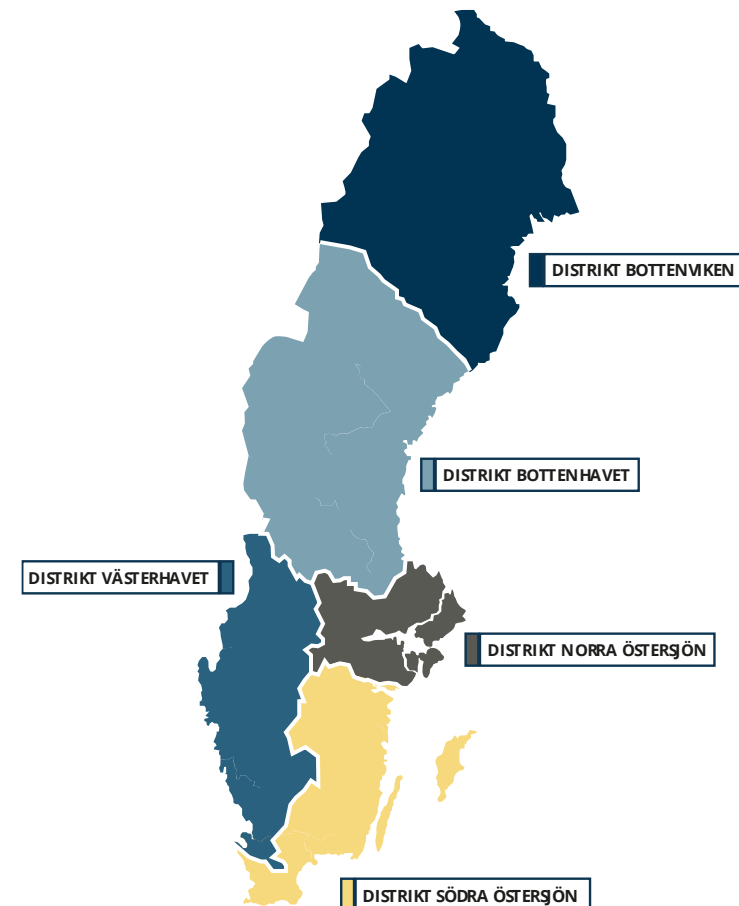 DISTRIKT BOTTENVIKEN
DISTRIKT BOTTENHAVET
DISTRIKT VÄSTERHAVET
DISTRIKT NORRA ÖSTERSJÖN
DISTRIKT SÖDRA ÖSTERSJÖN